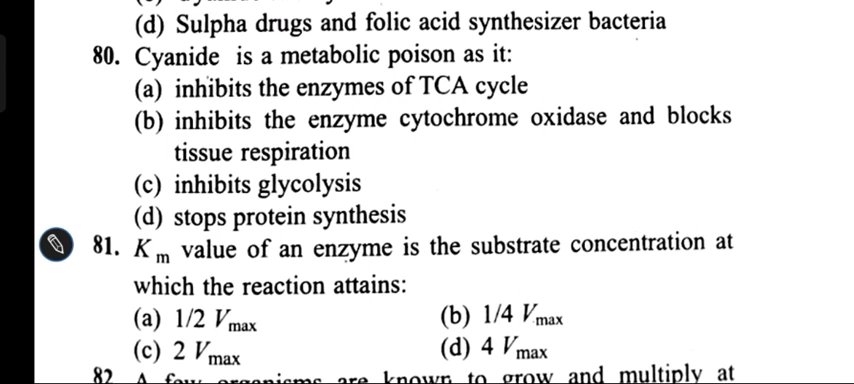 (d) Sulpha drugs and folic acid synthesizer bacteria
80. Cyanide is a metabolic poison as it:
(a) inhibits the enzymes of TCA cycle
(b) inhibits the enzyme cytochrome oxidase and blocks
tissue respiration
(c) inhibits glycolysis
(d) stops protein synthesis
81. Km value of an enzyme is the substrate concentration at
which the reaction attains:
(a) 1/2 Vmax (b) 1/4 Vmax
(c) 2 Vmax (d) 4 Vmax
82 A few organisms are known to grow and multiply at